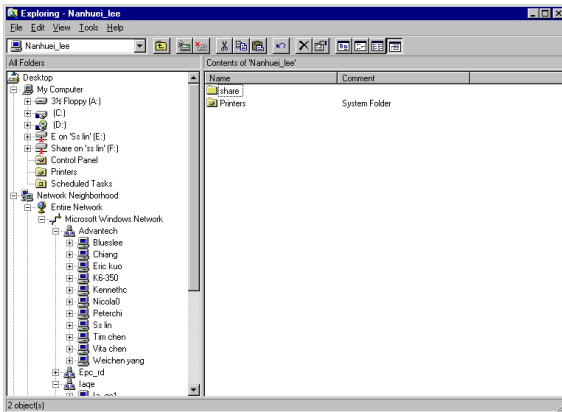 Exploring - Nanhuei_lee
File Edit View Tools Help
Nanhuei_lee
All Folders
Contents of 'Nanhuei_lee'
Name Comment
Desktop
My Computer
3½ Floppy (A:)
(C:)
(D:)
E on 'Ss lin' (E:)
Share on 'ss lin' (F:)
Control Panel
Printers
Scheduled Tasks
Network Neighborhood
Entire Network
Microsoft Windows Network
Advantech
Blueslee
Chiang
Eric kuo
K6-350
Kennethc
Nicola0
Peterchi
Ss lin
Tim chen
Vita chen
Weichen yang
Epc_rd
Iaqe
share
Printers System Folder
2 object(s)